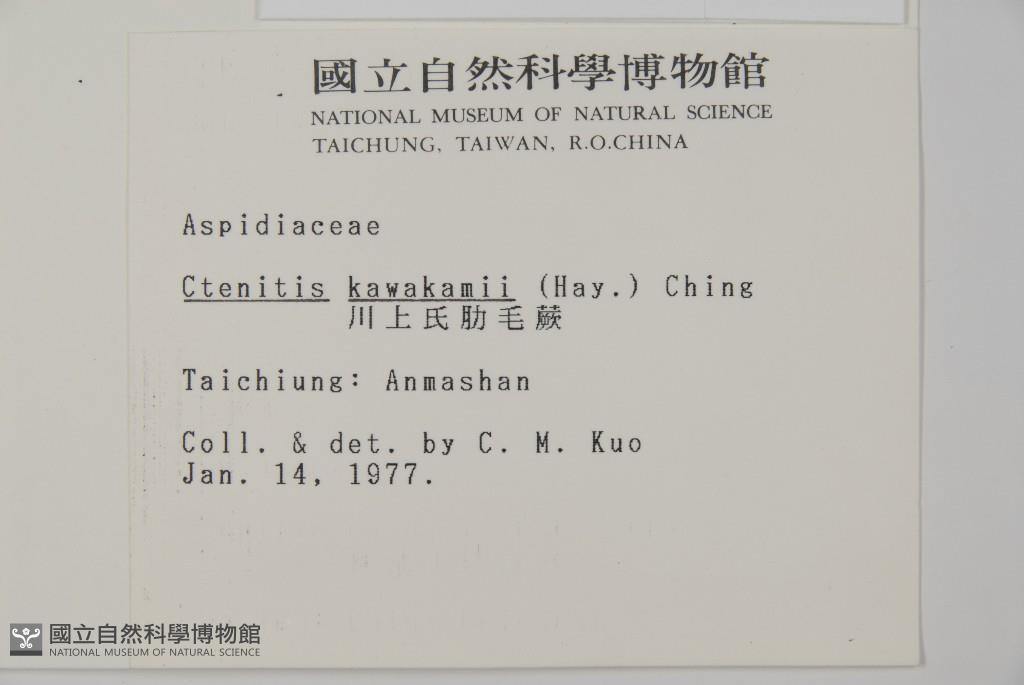 國立自然科學博物館
NATIONAL MUSEUM OF NATURAL SCIENCE
TAICHUNG, TAIWAN, R.O.CHINA
Aspidiaceae
Ctenitis kawakamii (Hay.) Ching
川上氏肋毛蕨
Taichiung: Anmashan
Coll. & det. by C. M. Kuo
Jan. 14, 1977.
國立自然科學博物館
NATIONAL MUSEUM OF NATURAL SCIENCE